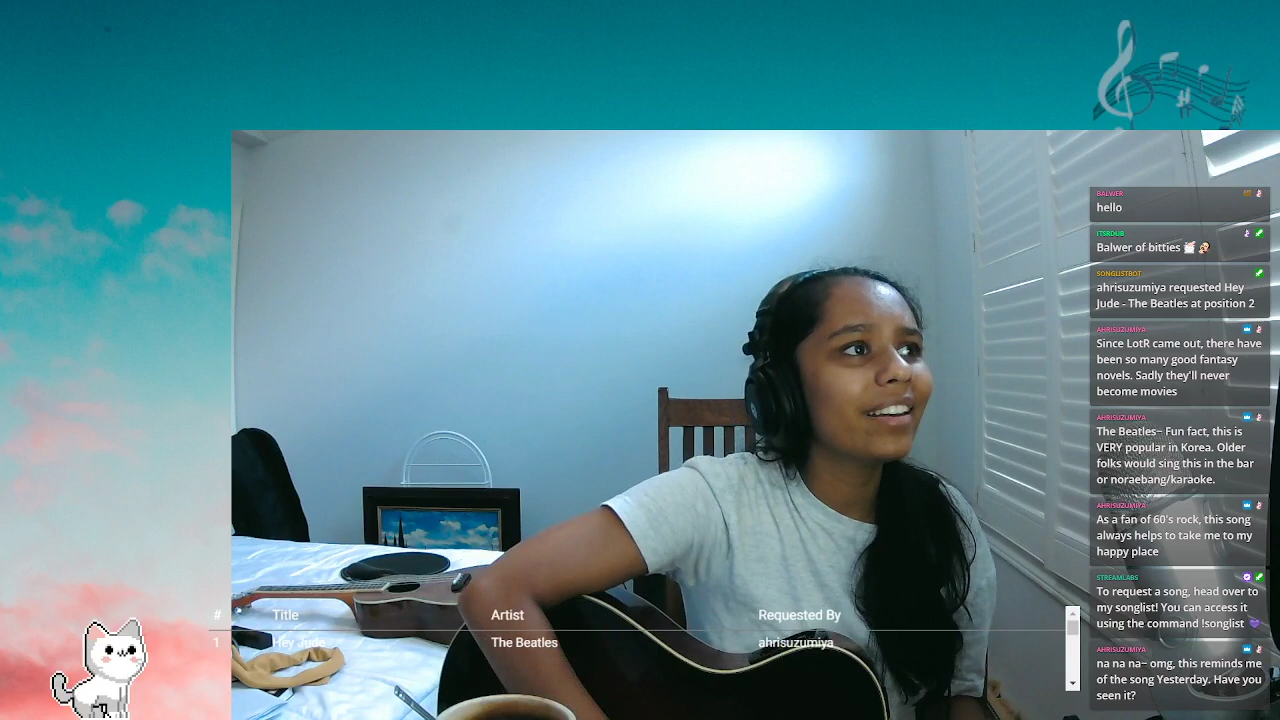 BALWER
hello
ITSRDUB
Balwer of bitties
SONGLISTBOT
ahrisuzumiya requested Hey
Jude - The Beatles at position 2
AHRISUZUMIYA
Since LotR came out, there have
been so many good fantasy
novels. Sadly they'll never
become movies
AHRISUZUMIYA
The Beatles~ Fun fact, this is
VERY popular in Korea. Older
folks would sing this in the bar
or noraebang/karaoke.
AHRISUZUMIYA
As a fan of 60's rock, this song
always helps to take me to my
happy place
STREAMLABS
To request a song, head over to
my songlist! You can access it
using the command !songlist
AHRISUZUMIYA
na na na~ omg, this reminds me
of the song Yesterday. Have you
seen it?
# Title Artist Requested By
1 Hey Jude The Beatles ahrisuzumiya